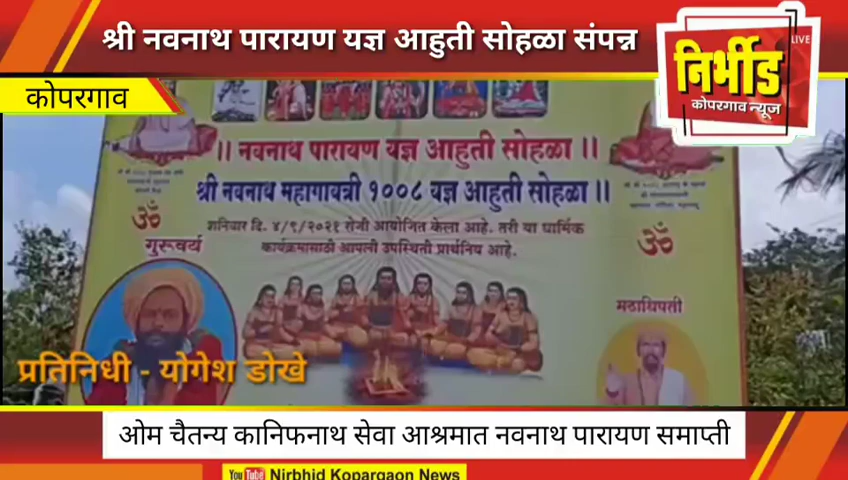 श्री नवनाथ पारायण यज्ञ आहुती सोहळा संपन्न
LIVE
निर्भीड
कोपरगाव न्यूज
कोपरगाव
।। नवनाथ पारायण यज्ञ आहुती सोहळा ।।
श्री नवनाथ महागायत्री १००८ यज्ञ आहुती सोहळा ।।
शनिवार दि. ४/९/२०२१ रोजी आयोजित केला आहे. तरी या धार्मिक
कार्यक्रमासाठी आपली उपस्थिती प्रार्थनिय आहे.
ॐ
ॐ
गुरूवर्य
मठाधिपती
प्रतिनिधी - योगेश डोखे
ओम चैतन्य कानिफनाथ सेवा आश्रमात नवनाथ पारायण समाप्ती
YouTube Nirbhid Kopargaon News